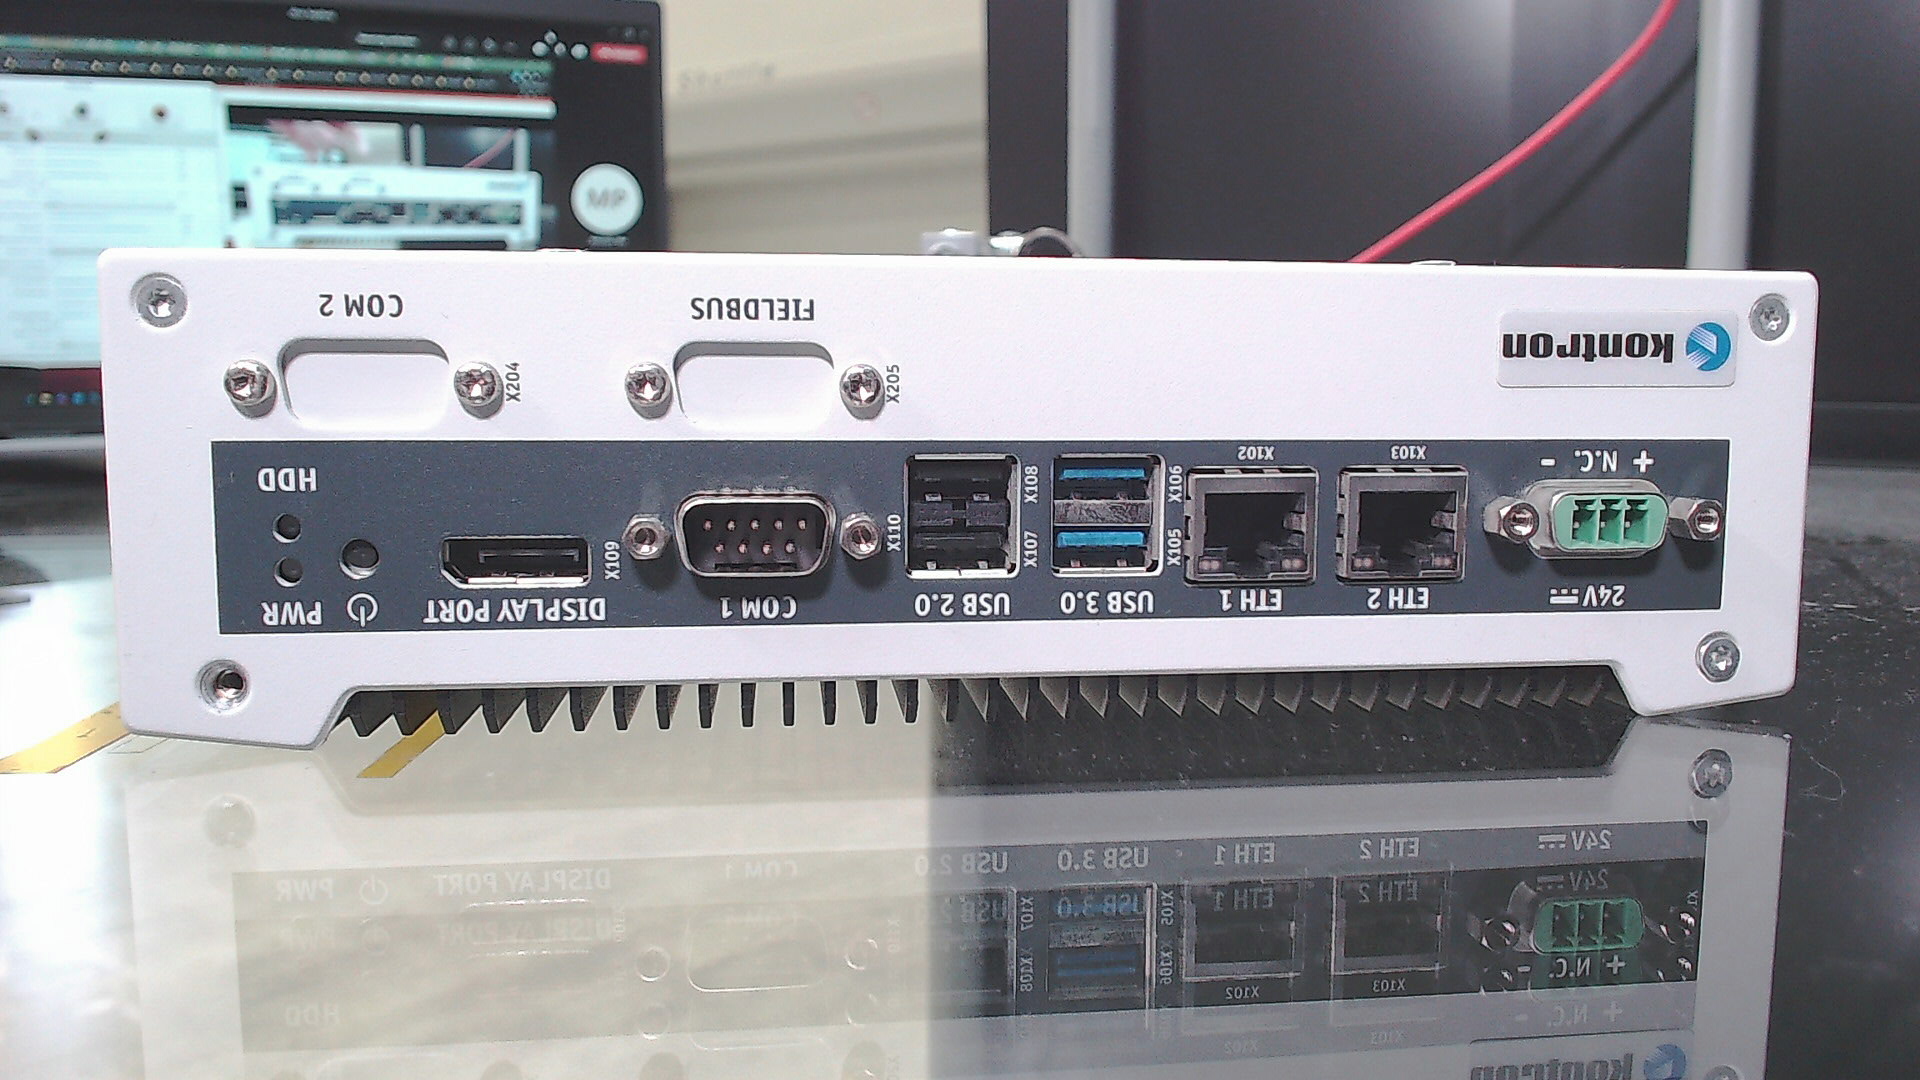 kontron
FIELDBUS
COM 2
X205
X204
+ N.C. -
X103
X102
X106
X108
HDD
X105
X107
X110
X109
24V
ETH 2
ETH 1
USB 3.0
USB 2.0
COM 1
DISPLAY PORT
PWR
MP